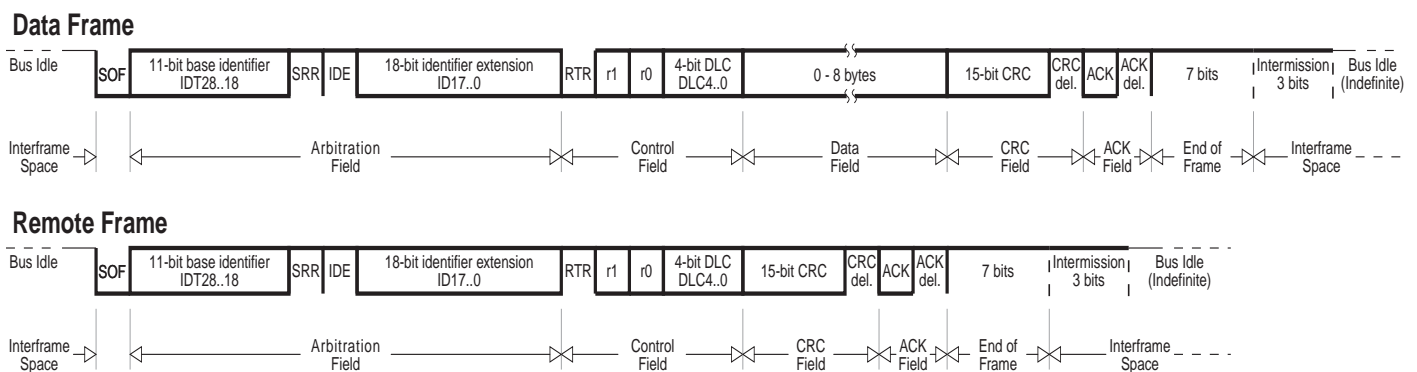 Data Frame
Bus Idle SOF 11-bit base identifier SRR IDE 18-bit identifier extension RTR r1 r0 4-bit DLC 0 - 8 bytes 15-bit CRC CRC ACK ACK 7 bits Intermission Bus Idle
IDT28..18 ID17..0 DLC4..0 del. del. 3 bits (Indefinite)
Interframe Arbitration Control Data CRC ACK End of Interframe
Space Field Field Field Field Field Frame Space
Remote Frame
Bus Idle SOF 11-bit base identifier SRR IDE 18-bit identifier extension RTR r1 r0 4-bit DLC 15-bit CRC CRC ACK ACK 7 bits Intermission Bus Idle
IDT28..18 ID17..0 DLC4..0 del. del. 3 bits (Indefinite)
Interframe Arbitration Control CRC ACK End of Interframe
Space Field Field Field Field Frame Space